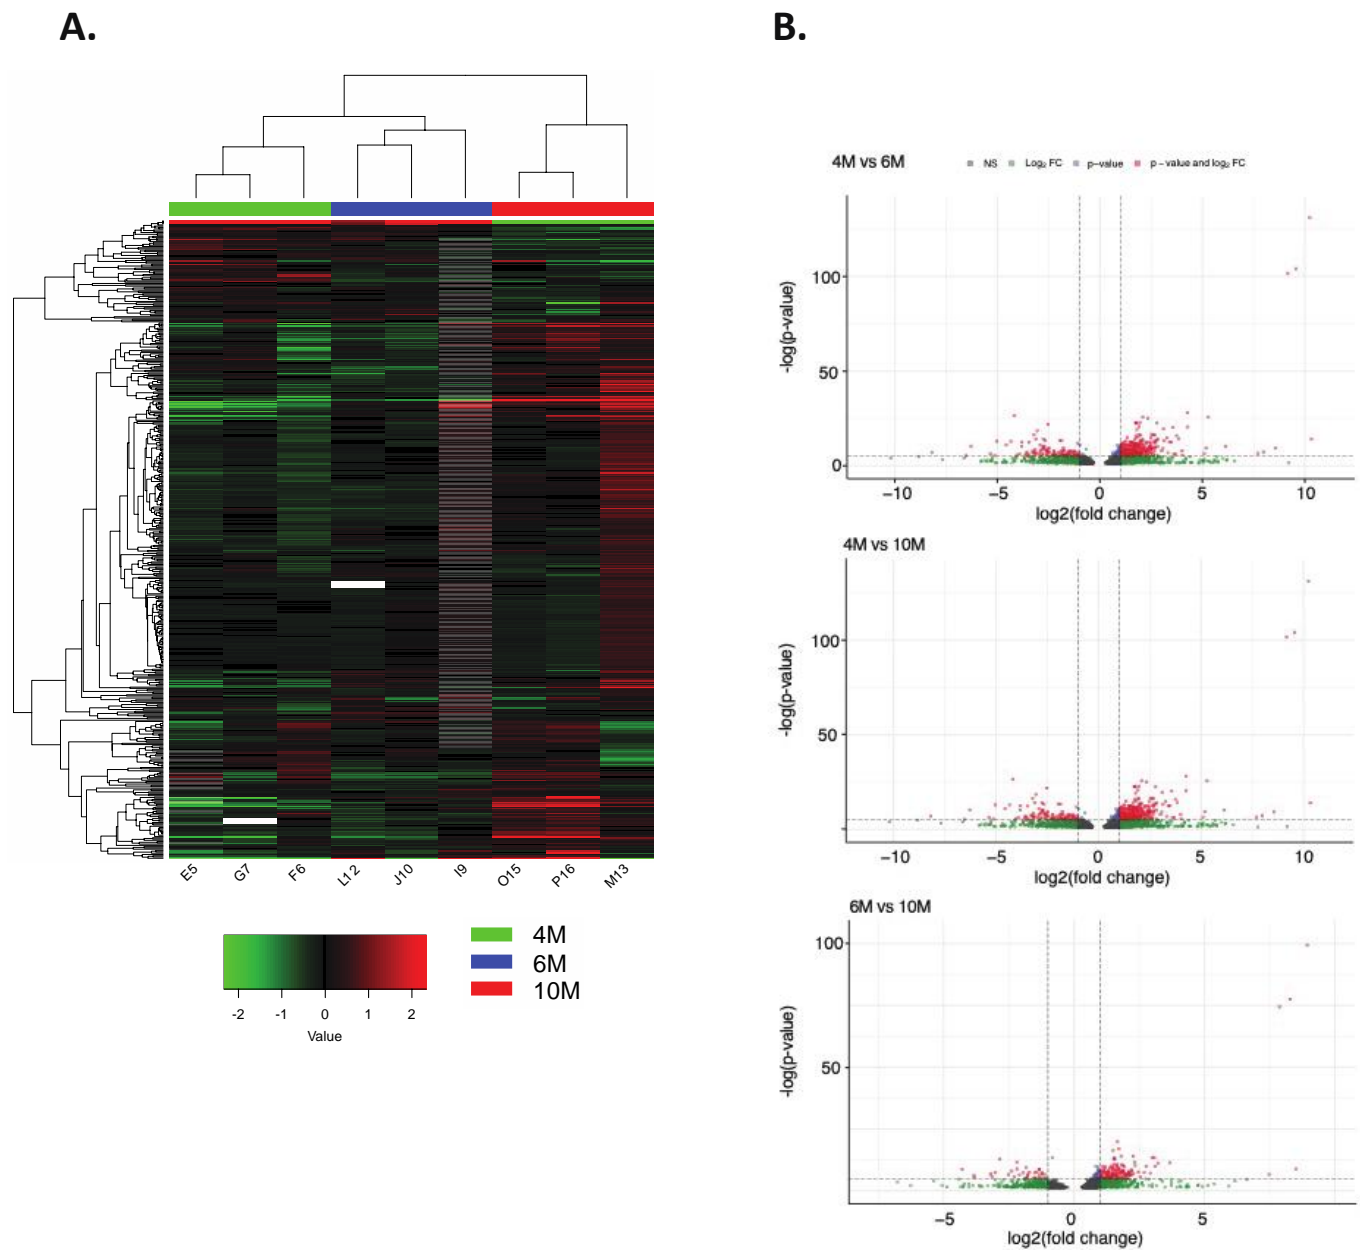 A.
B.
E5 G7 F6 L12 J10 I9 O15 P16 M13
-2 -1 0 1 2
Value
4M
6M
10M
4M vs 6M
NS Log₂ FC p−value p − value and log₂ FC
-log(p-value)
100
50
0
−10 −5 0 5 10
log2(fold change)
4M vs 10M
-log(p-value)
100
50
−10 −5 0 5 10
log2(fold change)
6M vs 10M
-log(p-value)
100
50
−5 0 5
log2(fold change)